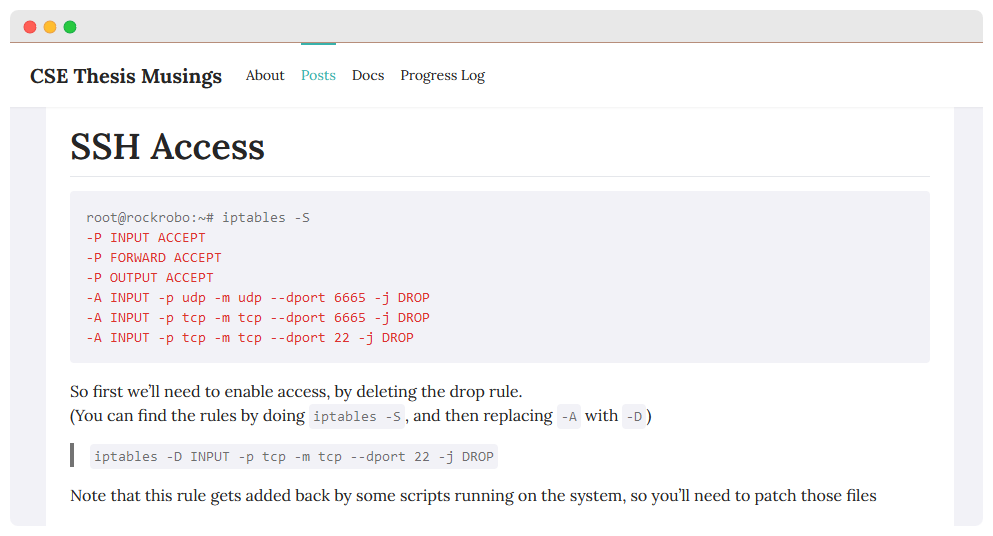 CSE Thesis Musings About Posts Docs Progress Log
SSH Access
root@rockrobo:~# iptables -S
-P INPUT ACCEPT
-P FORWARD ACCEPT
-P OUTPUT ACCEPT
-A INPUT -p udp -m udp --dport 6665 -j DROP
-A INPUT -p tcp -m tcp --dport 6665 -j DROP
-A INPUT -p tcp -m tcp --dport 22 -j DROP
So first we’ll need to enable access, by deleting the drop rule.
(You can find the rules by doing iptables -S, and then replacing -A with -D)
iptables -D INPUT -p tcp -m tcp --dport 22 -j DROP
Note that this rule gets added back by some scripts running on the system, so you’ll need to patch those files